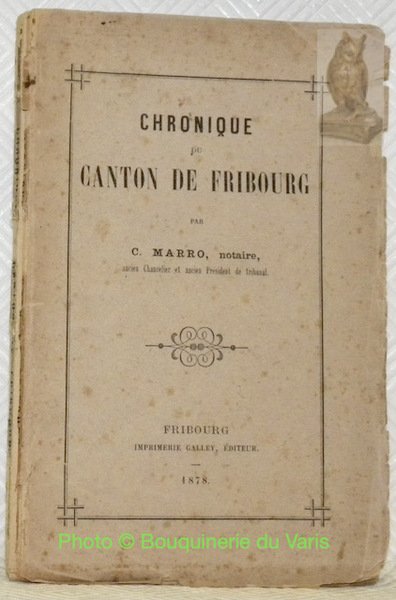 CHRONIQUE
DU
CANTON DE FRIBOURG
PAR
C. MARRO, notaire,
ancien Chancelier et ancien Président de tribunal.
FRIBOURG
IMPRIMERIE GALLEY, ÉDITEUR.
1878.
Photo © Bouquinerie du Varis